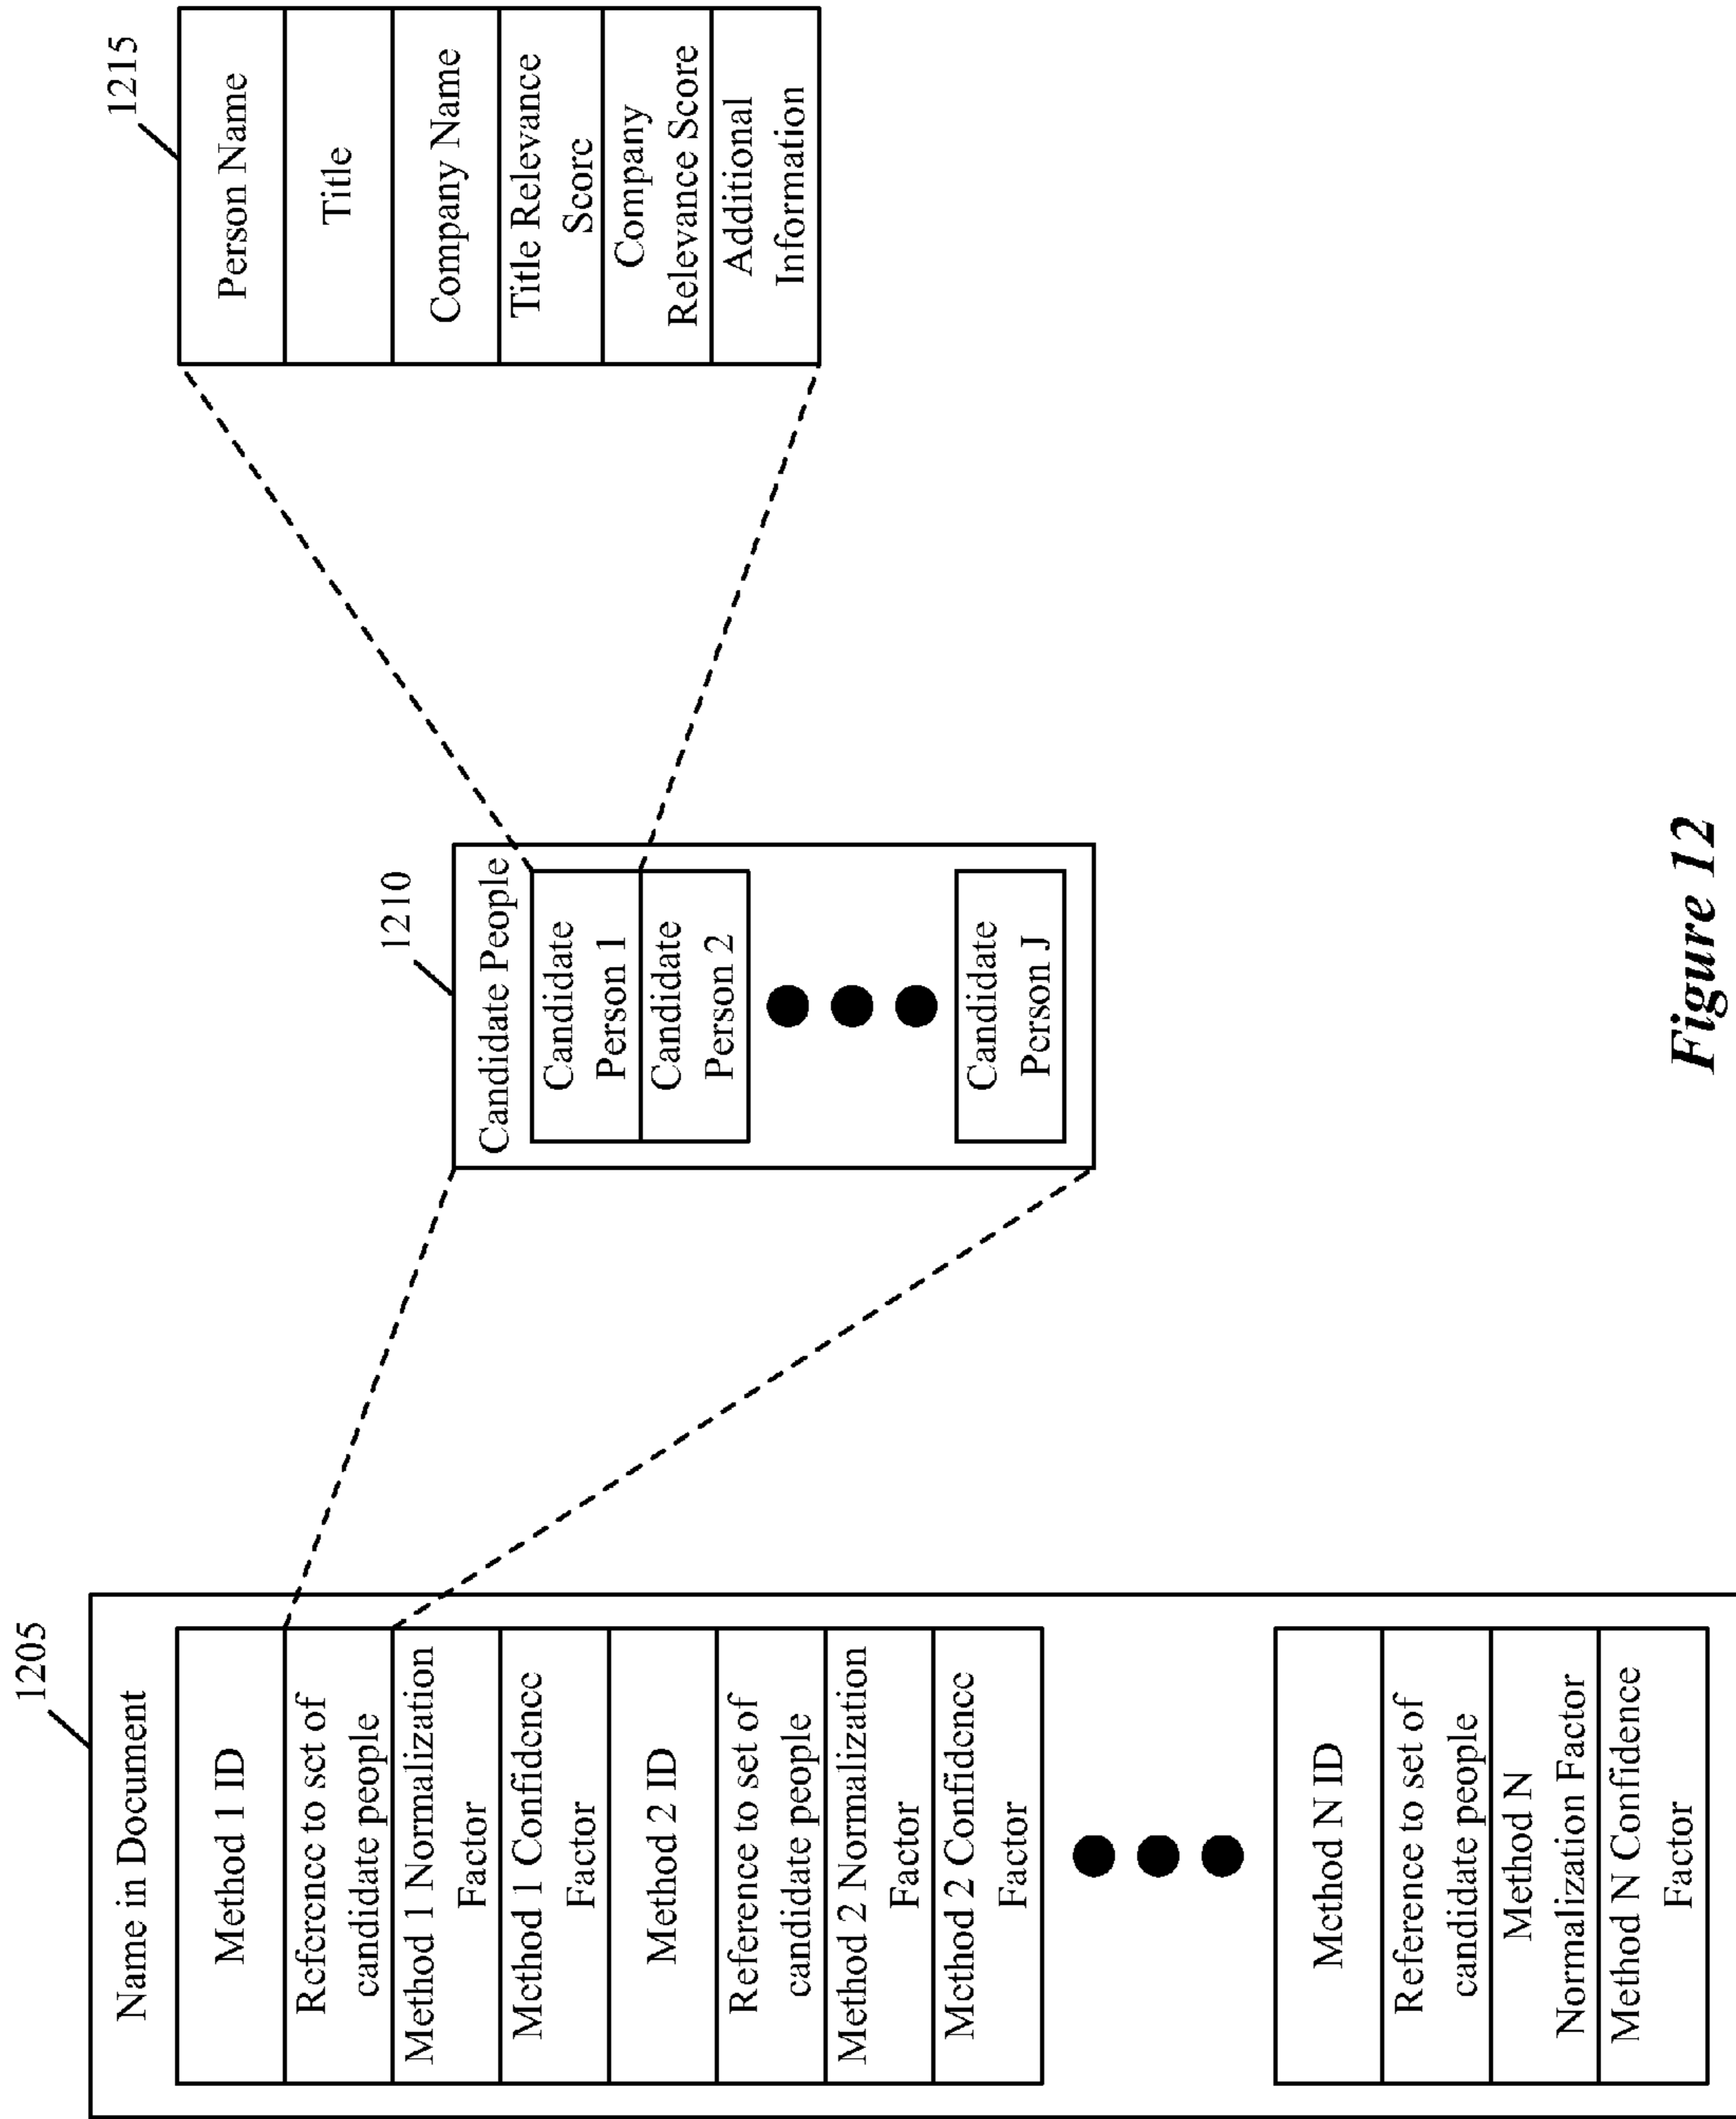 1205
Name in Document
Method 1 ID
Reference to set of
candidate people
Method 1 Normalization
Factor
Method 1 Confidence
Factor
Method 2 ID
Reference to set of
candidate people
Method 2 Normalization
Factor
Method 2 Confidence
Factor
Method N ID
Reference to set of
candidate people
Method N
Normalization Factor
Method N Confidence
Factor
1210
Candidate People
Candidate
Person 1
Candidate
Person 2
Candidate
Person J
1215
Person Name
Title
Company Name
Title Relevance
Score
Company
Relevance Score
Additional
Information
Figure 12